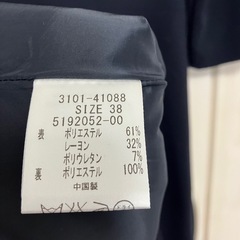 3101-41088
SIZE 38
5192052-00
表 ポリエステル 61%
レーヨン 32%
ポリウレタン 7%
裏 ポリエステル 100%
中国製